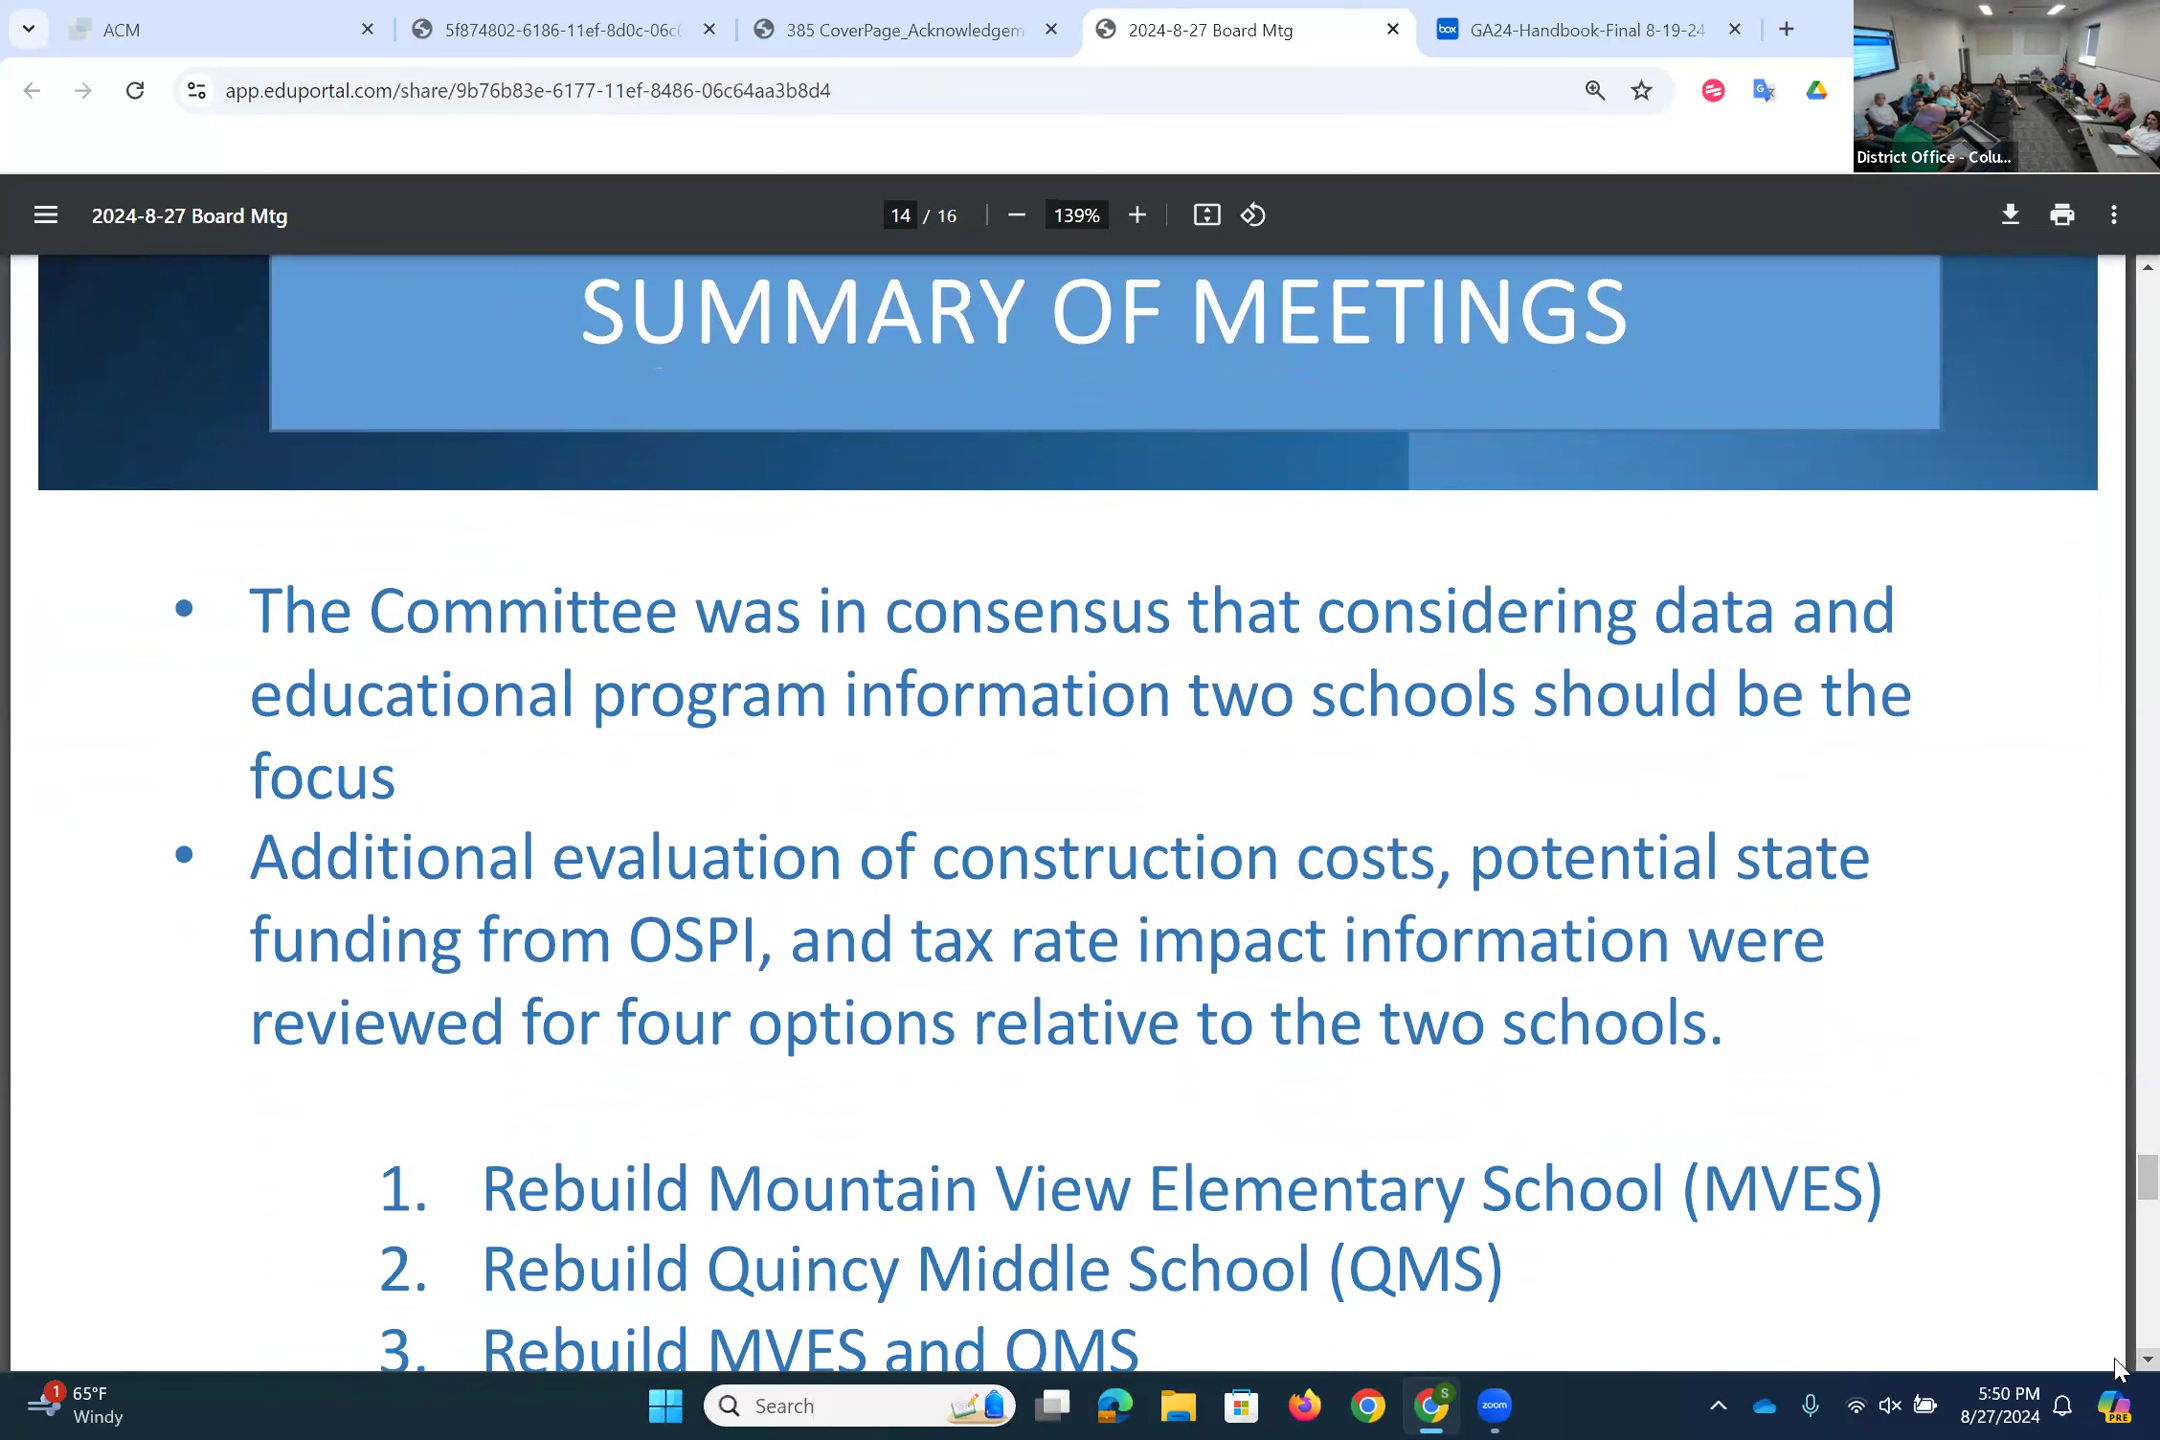 ACM
5f874802-6186-11ef-8d0c-06c6
385 CoverPage_Acknowledgem
2024-8-27 Board Mtg
box
GA24-Handbook-Final 8-19-24
app.eduportal.com/share/9b76b83e-6177-11ef-8486-06c64aa3b8d4
District Office - Colu...
2024-8-27 Board Mtg
14 / 16
139%
SUMMARY OF MEETINGS
• The Committee was in consensus that considering data and
educational program information two schools should be the
focus
• Additional evaluation of construction costs, potential state
funding from OSPI, and tax rate impact information were
reviewed for four options relative to the two schools.
1. Rebuild Mountain View Elementary School (MVES)
2. Rebuild Quincy Middle School (QMS)
3. Rebuild MVES and QMS
1
65°F
Windy
Search
S
zoom
5:50 PM
8/27/2024
PRE